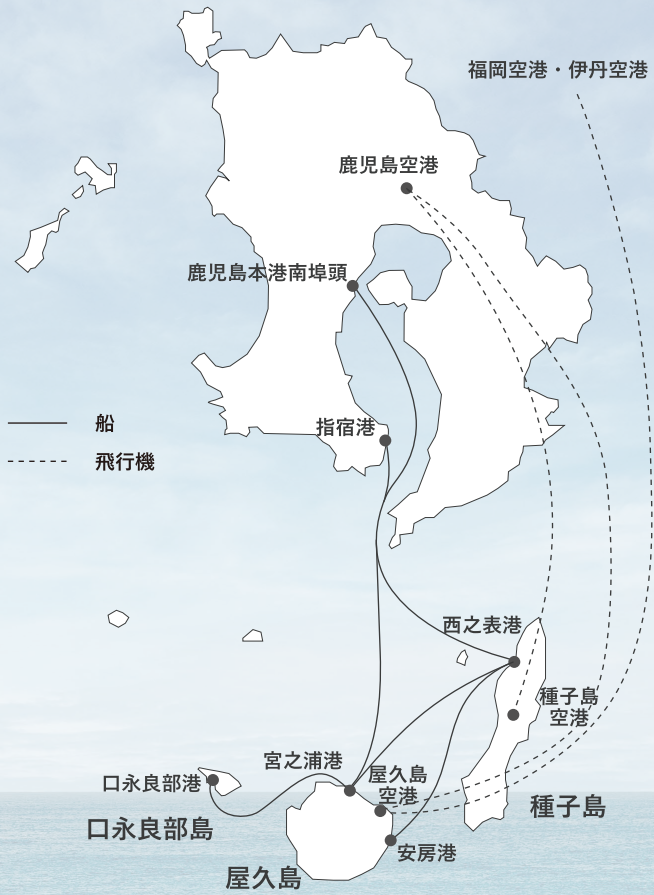 福岡空港・伊丹空港
鹿児島空港
鹿児島本港南埠頭
船
指宿港
飛行機
西之表港
種子島
空港
宮之浦港
屋久島
空港
口永良部港
種子島
口永良部島
安房港
屋久島